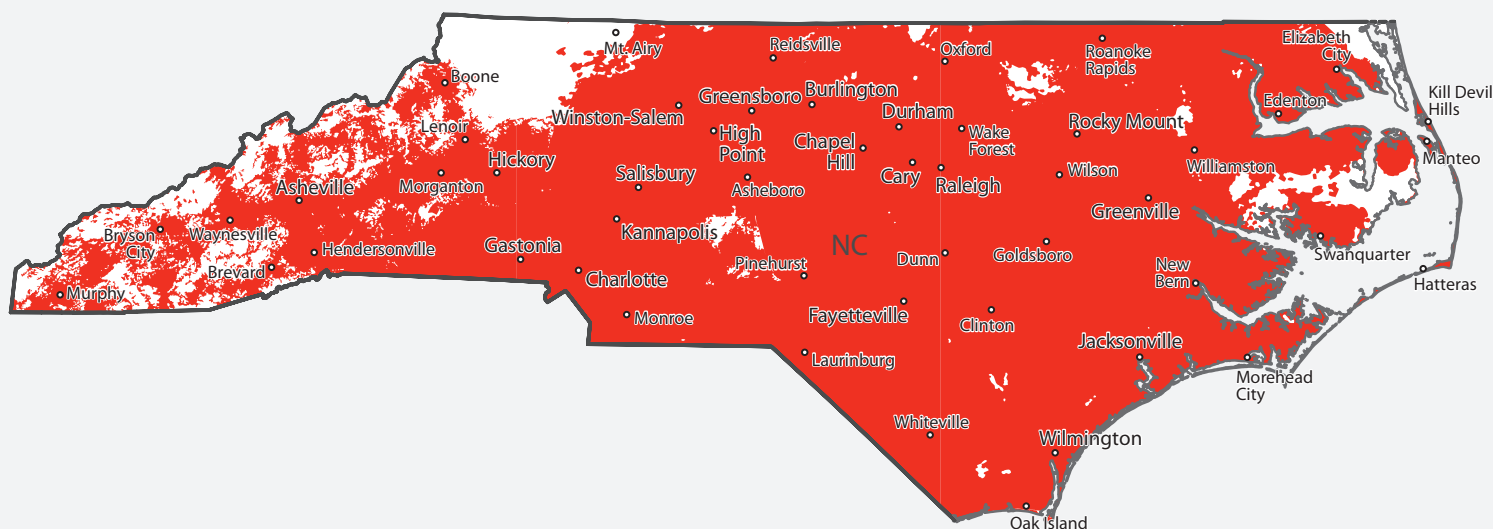 Mt. Airy
Reidsville
Oxford
Roanoke
Rapids
Elizabeth
City
Boone
Greensboro
Burlington
Durham
Edenton
Kill Devil
Hills
Winston-Salem
Lenoir
High
Point
Chapel
Hill
Wake
Forest
Rocky Mount
Manteo
Hickory
Williamston
Morganton
Asheville
Salisbury
Asheboro
Cary
Raleigh
Wilson
Greenville
Bryson
City
Waynesville
Kannapolis
NC
Hendersonville
Gastonia
Pinehurst
Dunn
Goldsboro
Swanquarter
Brevard
Charlotte
New
Bern
Hatteras
Murphy
Monroe
Fayetteville
Clinton
Laurinburg
Jacksonville
Morehead
City
Whiteville
Wilmington
Oak Island